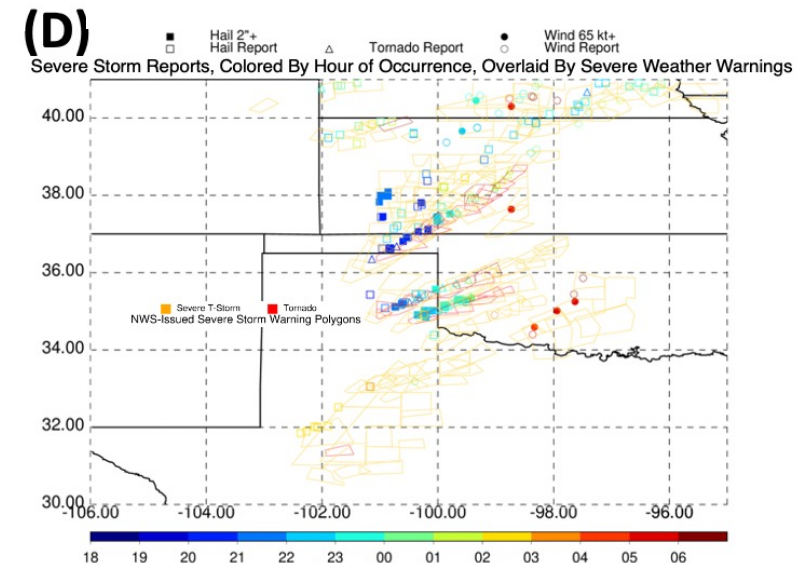 (D)
Hail 2"+ Wind 65 kt+
Hail Report Tornado Report Wind Report
Severe Storm Reports, Colored By Hour of Occurrence, Overlaid By Severe Weather Warnings
40.00
38.00
36.00
Severe T-Storm Tornado
NWS-Issued Severe Storm Warning Polygons
34.00
32.00
30.00
-106.00 -104.00 -102.00 -100.00 -98.00 -96.00
18 19 20 21 22 23 00 01 02 03 04 05 06